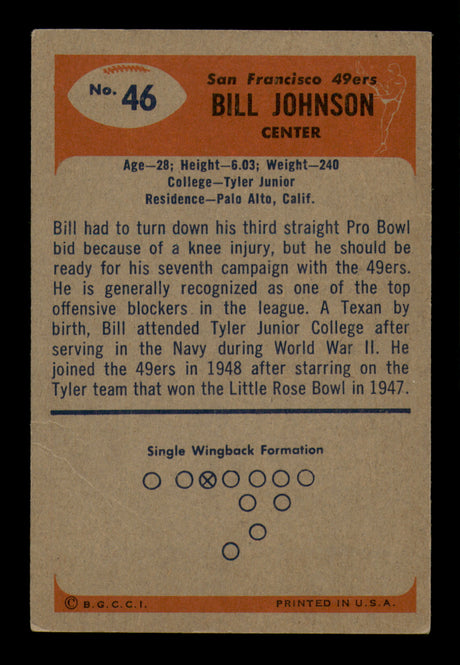 No. 46
San Francisco 49ers
BILL JOHNSON
CENTER
Age—28; Height—6.03; Weight—240
College—Tyler Junior
Residence—Palo Alto, Calif.
Bill had to turn down his third straight Pro Bowl
bid because of a knee injury, but he should be
ready for his seventh campaign with the 49ers.
He is generally recognized as one of the top
offensive blockers in the league. A Texan by
birth, Bill attended Tyler Junior College after
serving in the Navy during World War II. He
joined the 49ers in 1948 after starring on the
Tyler team that won the Little Rose Bowl in 1947.
Single Wingback Formation
© B.G.C.C.I.
PRINTED IN U.S.A.